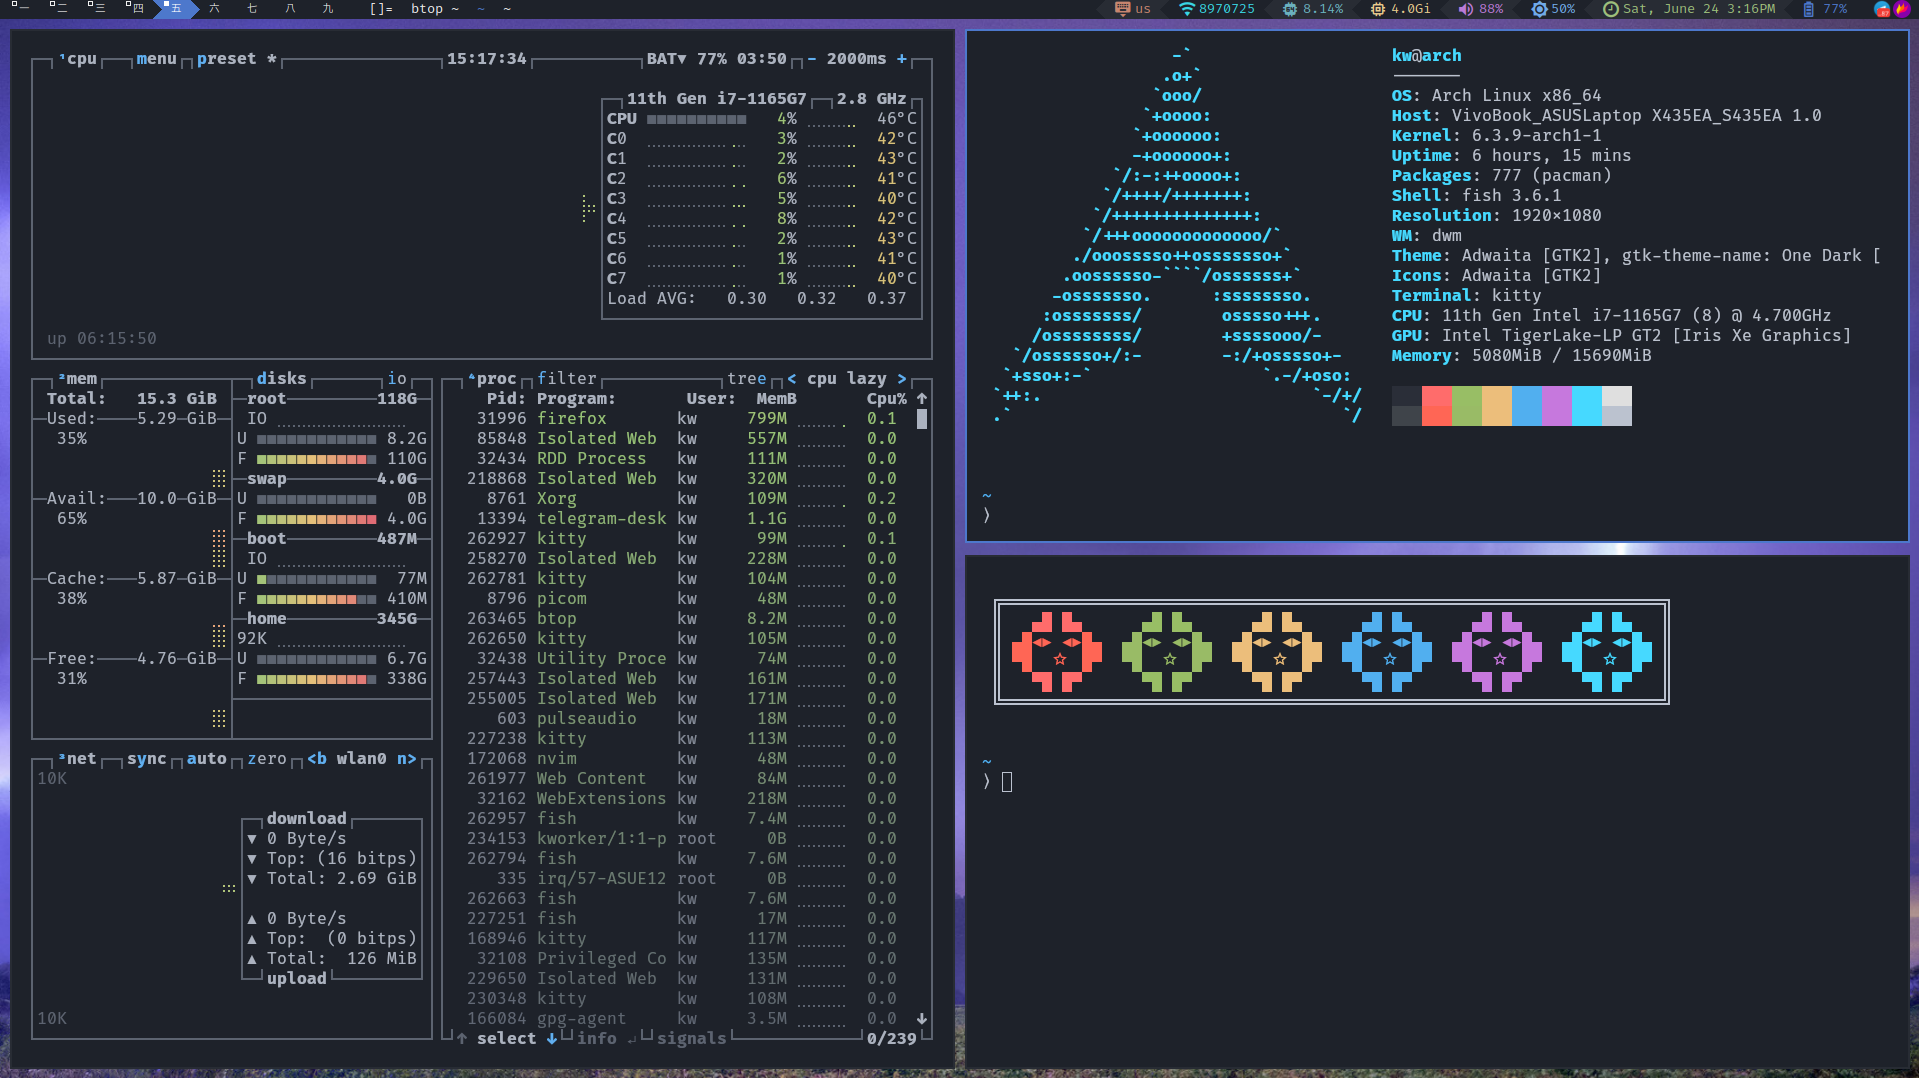 一 二 三 四 五 六 七 八 九 []= btop ~ ~ ~
us 8970725 8.14% 4.0Gi 88% 50% Sat, June 24 3:16PM 77%
¹cpu menu preset * 15:17:34 BAT▼ 77% 03:50 - 2000ms +
11th Gen i7-1165G7 2.8 GHz
CPU 4% 46°C
C0 3% 42°C
C1 2% 43°C
C2 6% 41°C
C3 5% 40°C
C4 8% 42°C
C5 2% 43°C
C6 1% 41°C
C7 1% 40°C
Load AVG: 0.30 0.32 0.37
up 06:15:50
²mem
Total: 15.3 GiB
Used: 5.29 GiB
35%
Avail: 10.0 GiB
65%
Cache: 5.87 GiB
38%
Free: 4.76 GiB
31%
disks io
root 118G
IO
U 8.2G
F 110G
swap 4.0G
U 0B
F 4.0G
boot 487M
IO
U 77M
F 410M
home 345G
92K
U 6.7G
F 338G
³net sync auto zero <b wlan0 n>
10K
download
▼ 0 Byte/s
▼ Top: (16 bitps)
▼ Total: 2.69 GiB
▲ 0 Byte/s
▲ Top: (0 bitps)
▲ Total: 126 MiB
upload
10K
⁴proc filter tree < cpu lazy >
Pid: Program: User: MemB Cpu% ↑
31996 firefox kw 799M 0.1
85848 Isolated Web kw 557M 0.0
32434 RDD Process kw 111M 0.0
218868 Isolated Web kw 320M 0.0
8761 Xorg kw 109M 0.2
13394 telegram-desk kw 1.1G 0.0
262927 kitty kw 99M 0.1
258270 Isolated Web kw 228M 0.0
262781 kitty kw 104M 0.0
8796 picom kw 48M 0.0
263465 btop kw 8.2M 0.0
262650 kitty kw 105M 0.0
32438 Utility Proce kw 74M 0.0
257443 Isolated Web kw 161M 0.0
255005 Isolated Web kw 171M 0.0
603 pulseaudio kw 18M 0.0
227238 kitty kw 113M 0.0
172068 nvim kw 48M 0.0
261977 Web Content kw 84M 0.0
32162 WebExtensions kw 218M 0.0
262957 fish kw 7.4M 0.0
234153 kworker/1:1-p root 0B 0.0
262794 fish kw 7.6M 0.0
335 irq/57-ASUE12 root 0B 0.0
262663 fish kw 7.6M 0.0
227251 fish kw 17M 0.0
168946 kitty kw 117M 0.0
32108 Privileged Co kw 135M 0.0
229650 Isolated Web kw 131M 0.0
230348 kitty kw 108M 0.0
166084 gpg-agent kw 3.5M 0.0 ↓
↑ select ↓ info ↵ signals 0/239
-`
.o+`
`ooo/
`+oooo:
`+oooooo:
-+oooooo+:
`/:-:++oooo+:
`/++++/+++++++:
`/++++++++++++++:
`/+++ooooooooooooo/`
./ooosssso++osssssso+`
.oossssso-````/ossssss+`
-osssssso. :ssssssso.
:osssssss/ osssso+++.
/ossssssss/ +ssssooo/-
`/ossssso+/:- -:/+osssso+-
`+sso+:-` `.-/+oso:
`++:. `-/+/
.` `/
kw@arch
-------
OS: Arch Linux x86_64
Host: VivoBook_ASUSLaptop X435EA_S435EA 1.0
Kernel: 6.3.9-arch1-1
Uptime: 6 hours, 15 mins
Packages: 777 (pacman)
Shell: fish 3.6.1
Resolution: 1920×1080
WM: dwm
Theme: Adwaita [GTK2], gtk-theme-name: One Dark [
Icons: Adwaita [GTK2]
Terminal: kitty
CPU: 11th Gen Intel i7-1165G7 (8) @ 4.700GHz
GPU: Intel TigerLake-LP GT2 [Iris Xe Graphics]
Memory: 5080MiB / 15690MiB
~
⟩
~
⟩